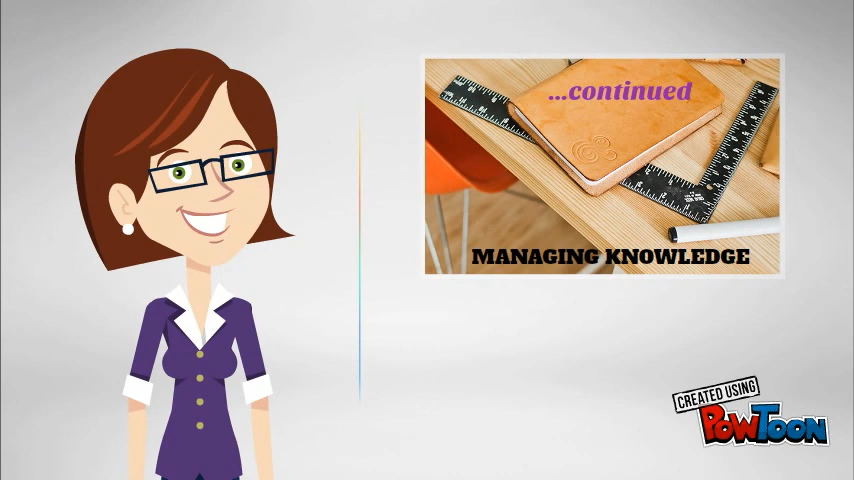 ...continued
MANAGING KNOWLEDGE
CREATED USING
POWTOON